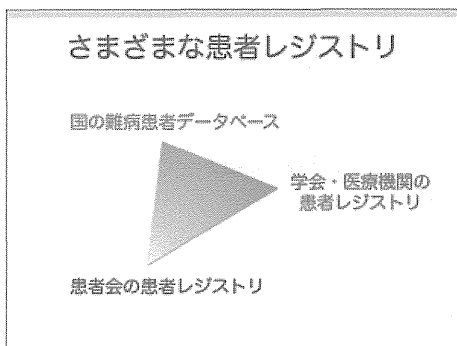 さまざまな患者レジストリ
国の難病患者データベース
学会・医療機関の
患者レジストリ
患者会の患者レジストリ